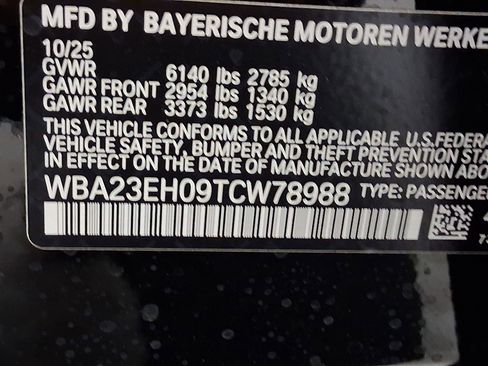 MFD BY BAYERISCHE MOTOREN WERKE
10/25
GVWR 6140 lbs 2785 kg
GAWR FRONT 2954 lbs 1340 kg
GAWR REAR 3373 lbs 1530 kg
THIS VEHICLE CONFORMS TO ALL APPLICABLE U.S.FEDERA
VEHICLE SAFETY, BUMPER AND THEFT PREVENTION STA
IN EFFECT ON THE DATE OF MANUFACTURE SHOWN ABO
WBA23EH09TCW78988 TYPE: PASSENGE